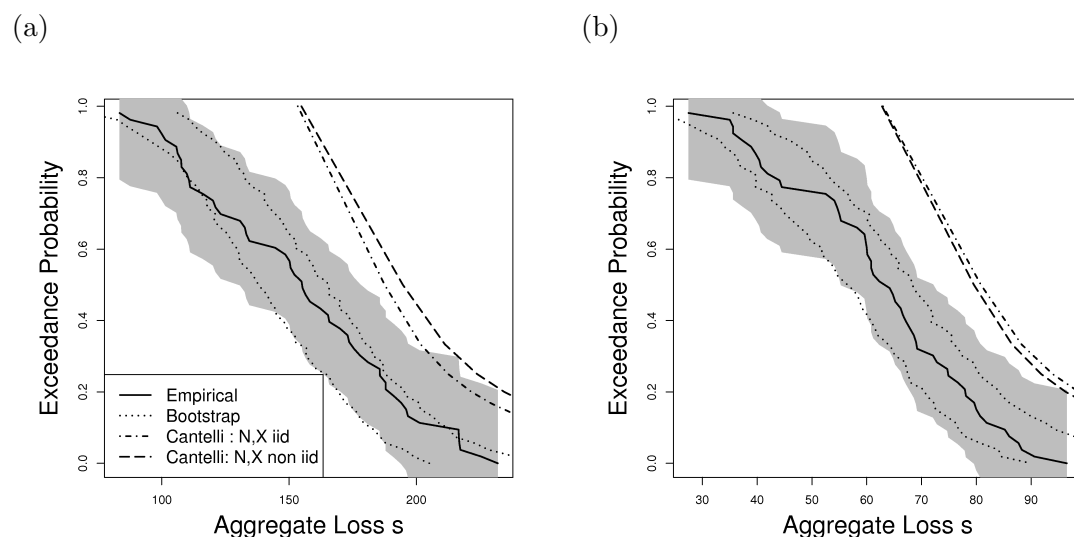 (a)
(b)
Exceedance Probability
1.0
0.8
0.6
0.4
0.2
0.0
Empirical
Bootstrap
Cantelli : N,X iid
Cantelli: N,X non iid
100 150 200
Aggregate Loss s
Exceedance Probability
1.0
0.8
0.6
0.4
0.2
0.0
30 40 50 60 70 80 90
Aggregate Loss s